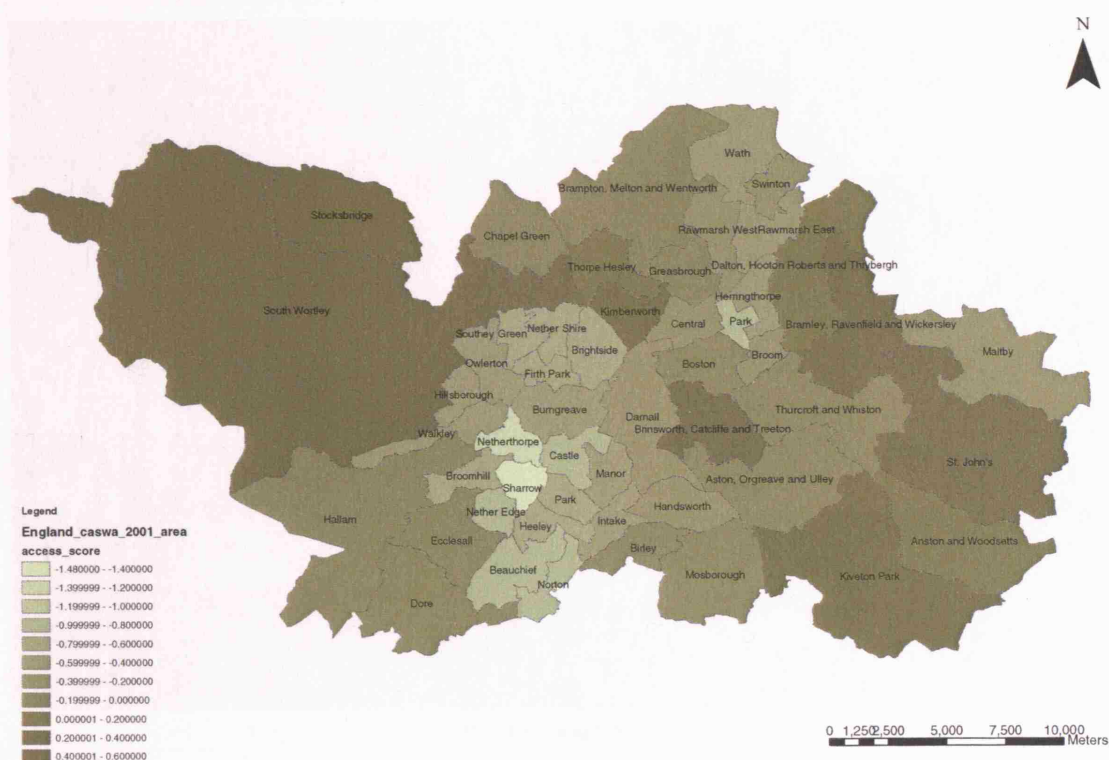 N
Wath
Swinton
Brampton, Melton and Wentworth
Stocksbridge
Rawmarsh West
Rawmarsh East
Chapel Green
Thorpe Hesley
Greasbrough
Dalton, Hooton Roberts and Thrybergh
Herringthorpe
South Wortley
Kimberworth
Central
Park
Bramley, Ravenfield and Wickersley
Southey Green
Nether Shire
Brightside
Maltby
Broom
Owlerton
Firth Park
Boston
Hillsborough
Burngreave
Darnall
Thurcroft and Whiston
Brinsworth, Catcliffe and Treeton
Walkley
Netherthorpe
Castle
St. John's
Broomhill
Manor
Aston, Orgreave and Ulley
Sharrow
Park
Handsworth
Nether Edge
Hallam
Heeley
Intake
Ecclesall
Birley
Anston and Woodsetts
Beauchief
Norton
Mosborough
Kiveton Park
Dore
Legend
England_caswa_2001_area
access_score
-1.480000 - -1.400000
-1.399999 - -1.200000
-1.199999 - -1.000000
-0.999999 - -0.800000
-0.799999 - -0.600000
-0.599999 - -0.400000
-0.399999 - -0.200000
-0.199999 - 0.000000
0.000001 - 0.200000
0.200001 - 0.400000
0.400001 - 0.600000
0 1,250 2,500 5,000 7,500 10,000
Meters